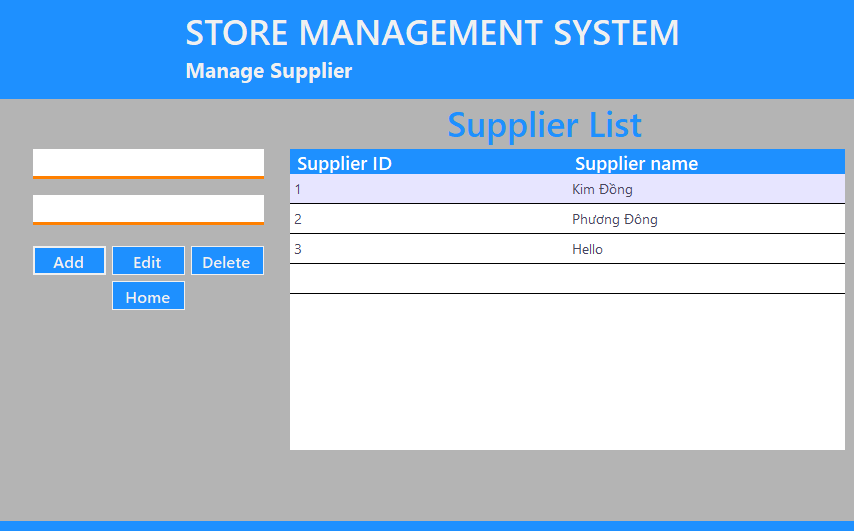 STORE MANAGEMENT SYSTEM
Manage Supplier
Supplier List
Supplier ID Supplier name
1 Kim Đồng
2 Phương Đông
3 Hello
Add Edit Delete
Home